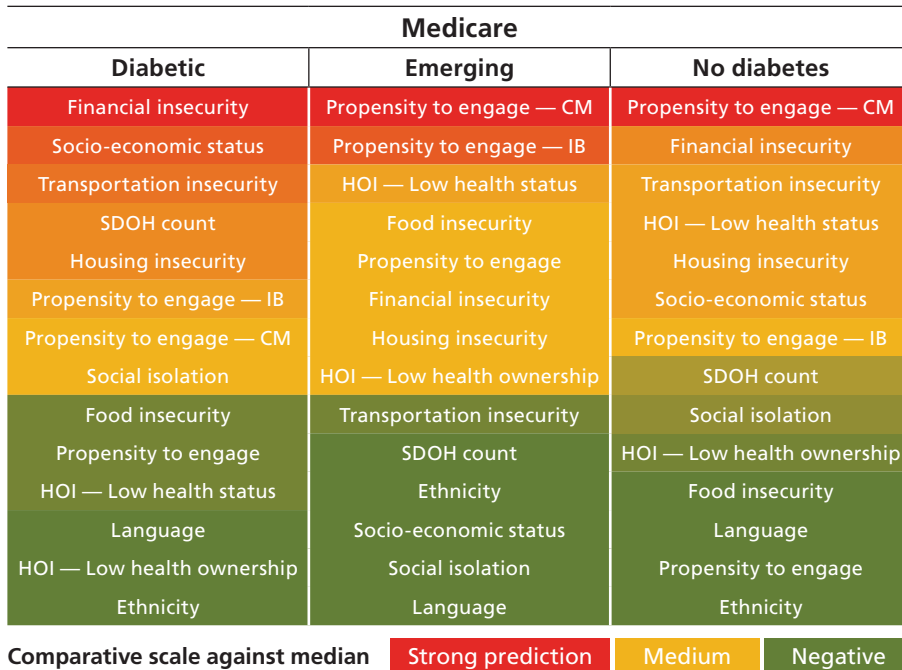 Medicare
Diabetic Emerging No diabetes
Financial insecurity Propensity to engage — CM Propensity to engage — CM
Socio-economic status Propensity to engage — IB Financial insecurity
Transportation insecurity HOI — Low health status Transportation insecurity
SDOH count Food insecurity HOI — Low health status
Housing insecurity Propensity to engage Housing insecurity
Propensity to engage — IB Financial insecurity Socio-economic status
Propensity to engage — CM Housing insecurity Propensity to engage — IB
Social isolation HOI — Low health ownership SDOH count
Food insecurity Transportation insecurity Social isolation
Propensity to engage SDOH count HOI — Low health ownership
HOI — Low health status Ethnicity Food insecurity
Language Socio-economic status Language
HOI — Low health ownership Social isolation Propensity to engage
Ethnicity Language Ethnicity
Comparative scale against median Strong prediction Medium Negative